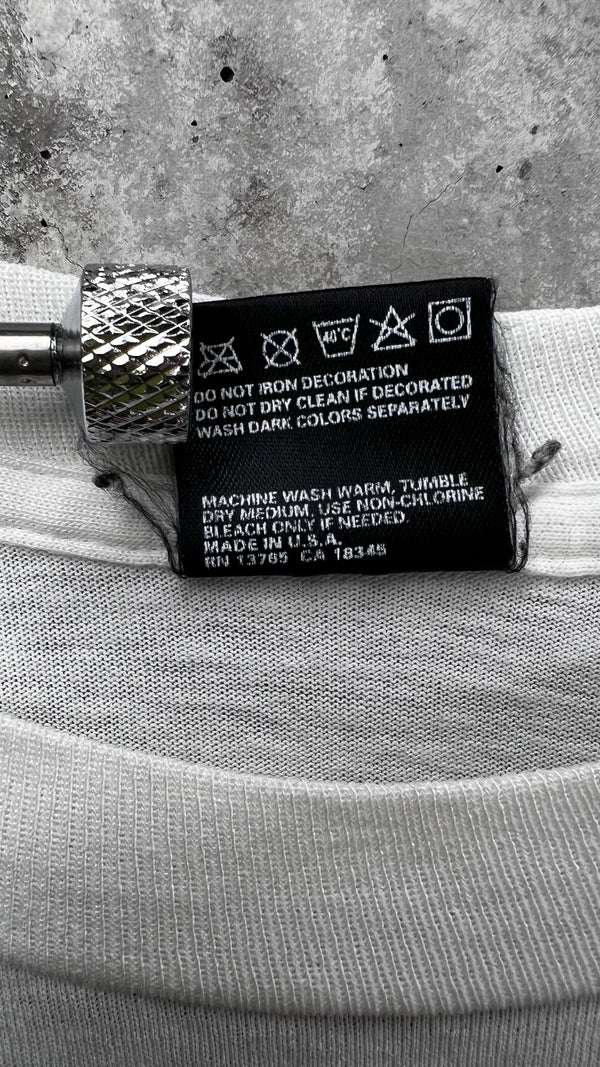 40°C
DO NOT IRON DECORATION
DO NOT DRY CLEAN IF DECORATED
WASH DARK COLORS SEPARATELY
MACHINE WASH WARM, TUMBLE
DRY MEDIUM, USE NON-CHLORINE
BLEACH ONLY IF NEEDED.
MADE IN U.S.A.
RN 13765 CA 18345